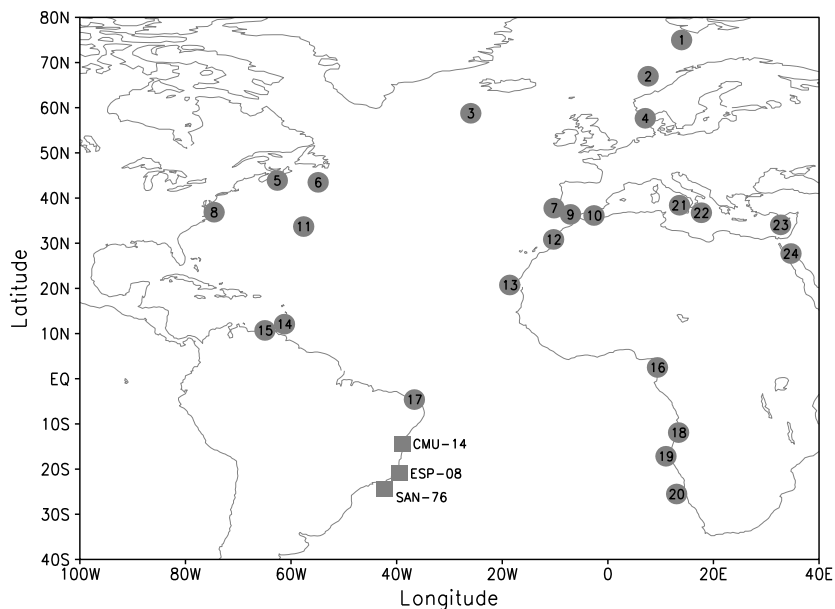 80N
1
70N
2
60N
3
4
50N
5
6
40N
7
8
9
10
21
22
11
23
30N
12
24
20N
13
14
10N
15
16
EQ
17
10S
18
CMU-14
19
20S
ESP-08
20
SAN-76
30S
40S
100W 80W 60W 40W 20W 0 20E 40E
Longitude
Latitude